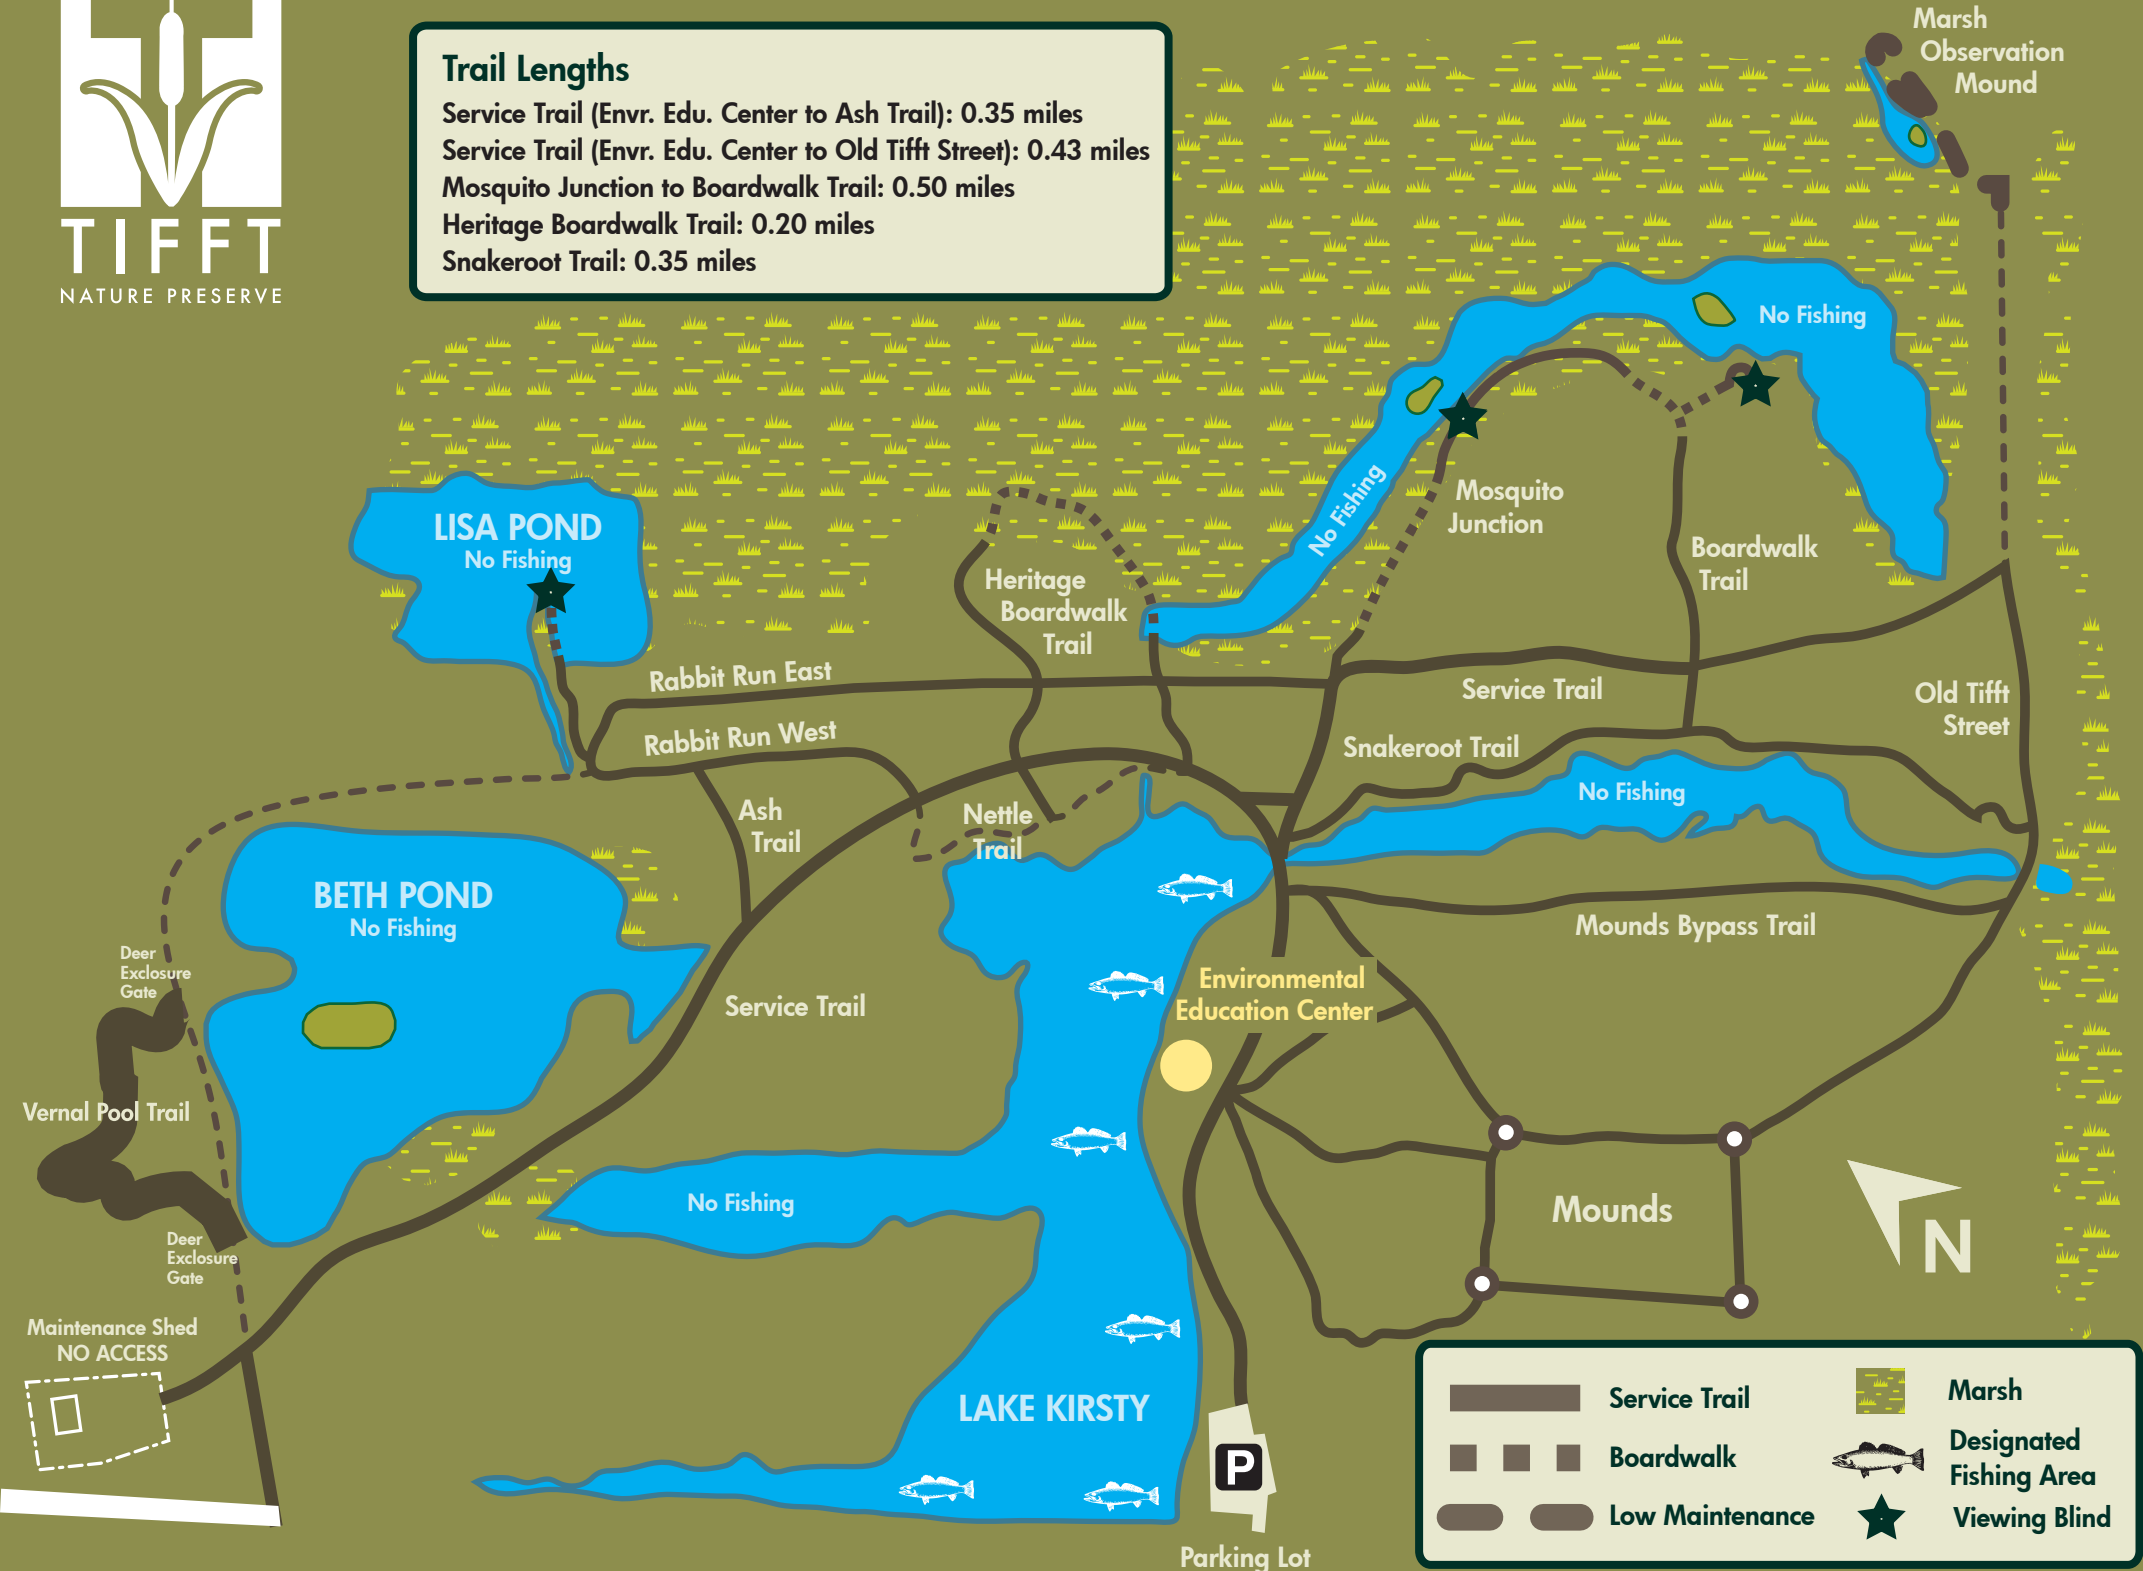 TIFFT
NATURE PRESERVE
Trail Lengths
Service Trail (Envr. Edu. Center to Ash Trail): 0.35 miles
Service Trail (Envr. Edu. Center to Old Tifft Street): 0.43 miles
Mosquito Junction to Boardwalk Trail: 0.50 miles
Heritage Boardwalk Trail: 0.20 miles
Snakeroot Trail: 0.35 miles
Marsh
Observation
Mound
No Fishing
No Fishing
Mosquito
Junction
Boardwalk
Trail
LISA POND
No Fishing
Heritage
Boardwalk
Trail
Rabbit Run East
Rabbit Run West
Service Trail
Old Tifft
Street
Snakeroot Trail
No Fishing
Ash
Trail
Nettle
Trail
BETH POND
No Fishing
Mounds Bypass Trail
Deer
Exclosure
Gate
Environmental
Education Center
Service Trail
Vernal Pool Trail
No Fishing
Mounds
N
Deer
Exclosure
Gate
Maintenance Shed
NO ACCESS
LAKE KIRSTY
P
Parking Lot
Service Trail
Boardwalk
Low Maintenance
Marsh
Designated
Fishing Area
Viewing Blind